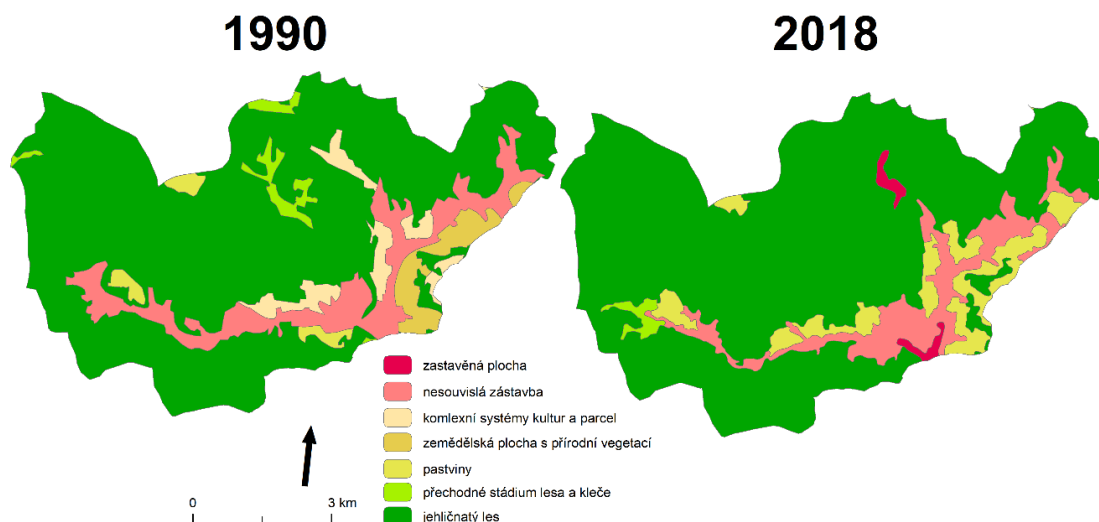 1990
2018
zastavěná plocha
nesouvislá zástavba
komlexní systémy kultur a parcel
zemědělská plocha s přírodní vegetací
pastviny
přechodné stádium lesa a kleče
jehličnatý les
0 3 km